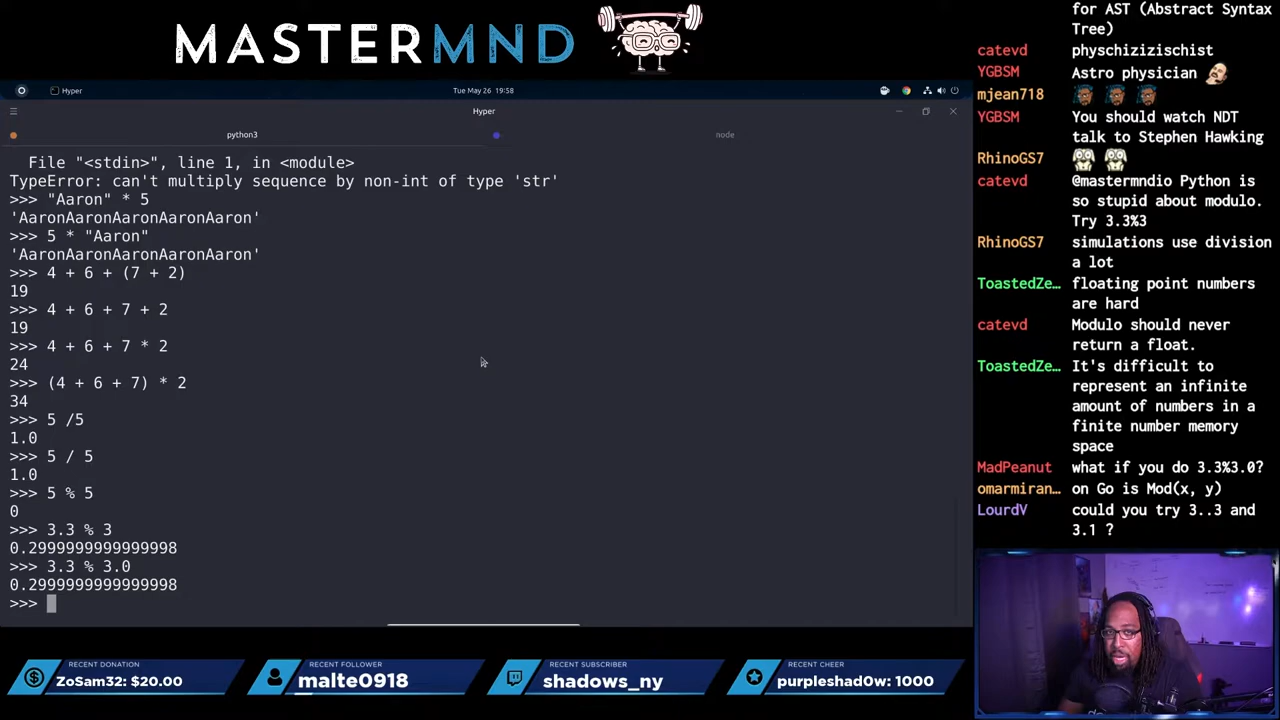 MASTERMND
Hyper
Tue May 26 19:58
Hyper
python3
node
File "<stdin>", line 1, in <module>
TypeError: can't multiply sequence by non-int of type 'str'
>>> "Aaron" * 5
'AaronAaronAaronAaronAaron'
>>> 5 * "Aaron"
'AaronAaronAaronAaronAaron'
>>> 4 + 6 + (7 + 2)
19
>>> 4 + 6 + 7 + 2
19
>>> 4 + 6 + 7 * 2
24
>>> (4 + 6 + 7) * 2
34
>>> 5 /5
1.0
>>> 5 / 5
1.0
>>> 5 % 5
0
>>> 3.3 % 3
0.2999999999999998
>>> 3.3 % 3.0
0.2999999999999998
>>>
for AST (Abstract Syntax
Tree)
catevd physchizizischist
YGBSM Astro physician
mjean718
YGBSM You should watch NDT
talk to Stephen Hawking
RhinoGS7
catevd @mastermndio Python is
so stupid about modulo.
Try 3.3%3
RhinoGS7 simulations use division
a lot
ToastedZe… floating point numbers
are hard
catevd Modulo should never
return a float.
ToastedZe… It's difficult to
represent an infinite
amount of numbers in a
finite number memory
space
MadPeanut what if you do 3.3%3.0?
omarmiran… on Go is Mod(x, y)
LourdV could you try 3..3 and
3.1 ?
RECENT DONATION
ZoSam32: $20.00
RECENT FOLLOWER
malte0918
RECENT SUBSCRIBER
shadows_ny
RECENT CHEER
purpleshad0w: 1000